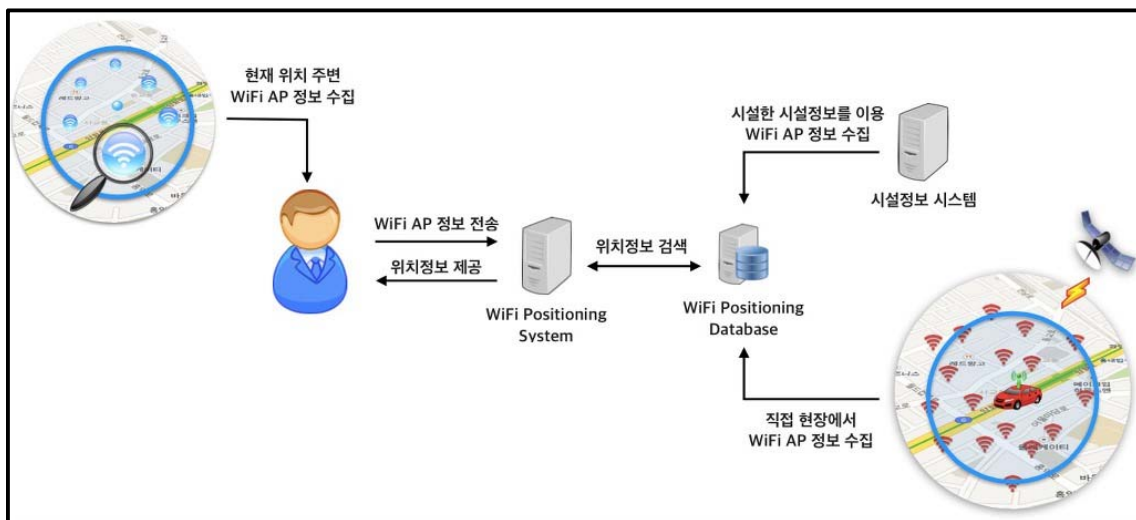 현재 위치 주변
WiFi AP 정보 수집
시설한 시설정보를 이용
WiFi AP 정보 수집
시설정보 시스템
WiFi AP 정보 전송
위치정보 제공
위치정보 검색
WiFi Positioning
System
WiFi Positioning
Database
직접 현장에서
WiFi AP 정보 수집